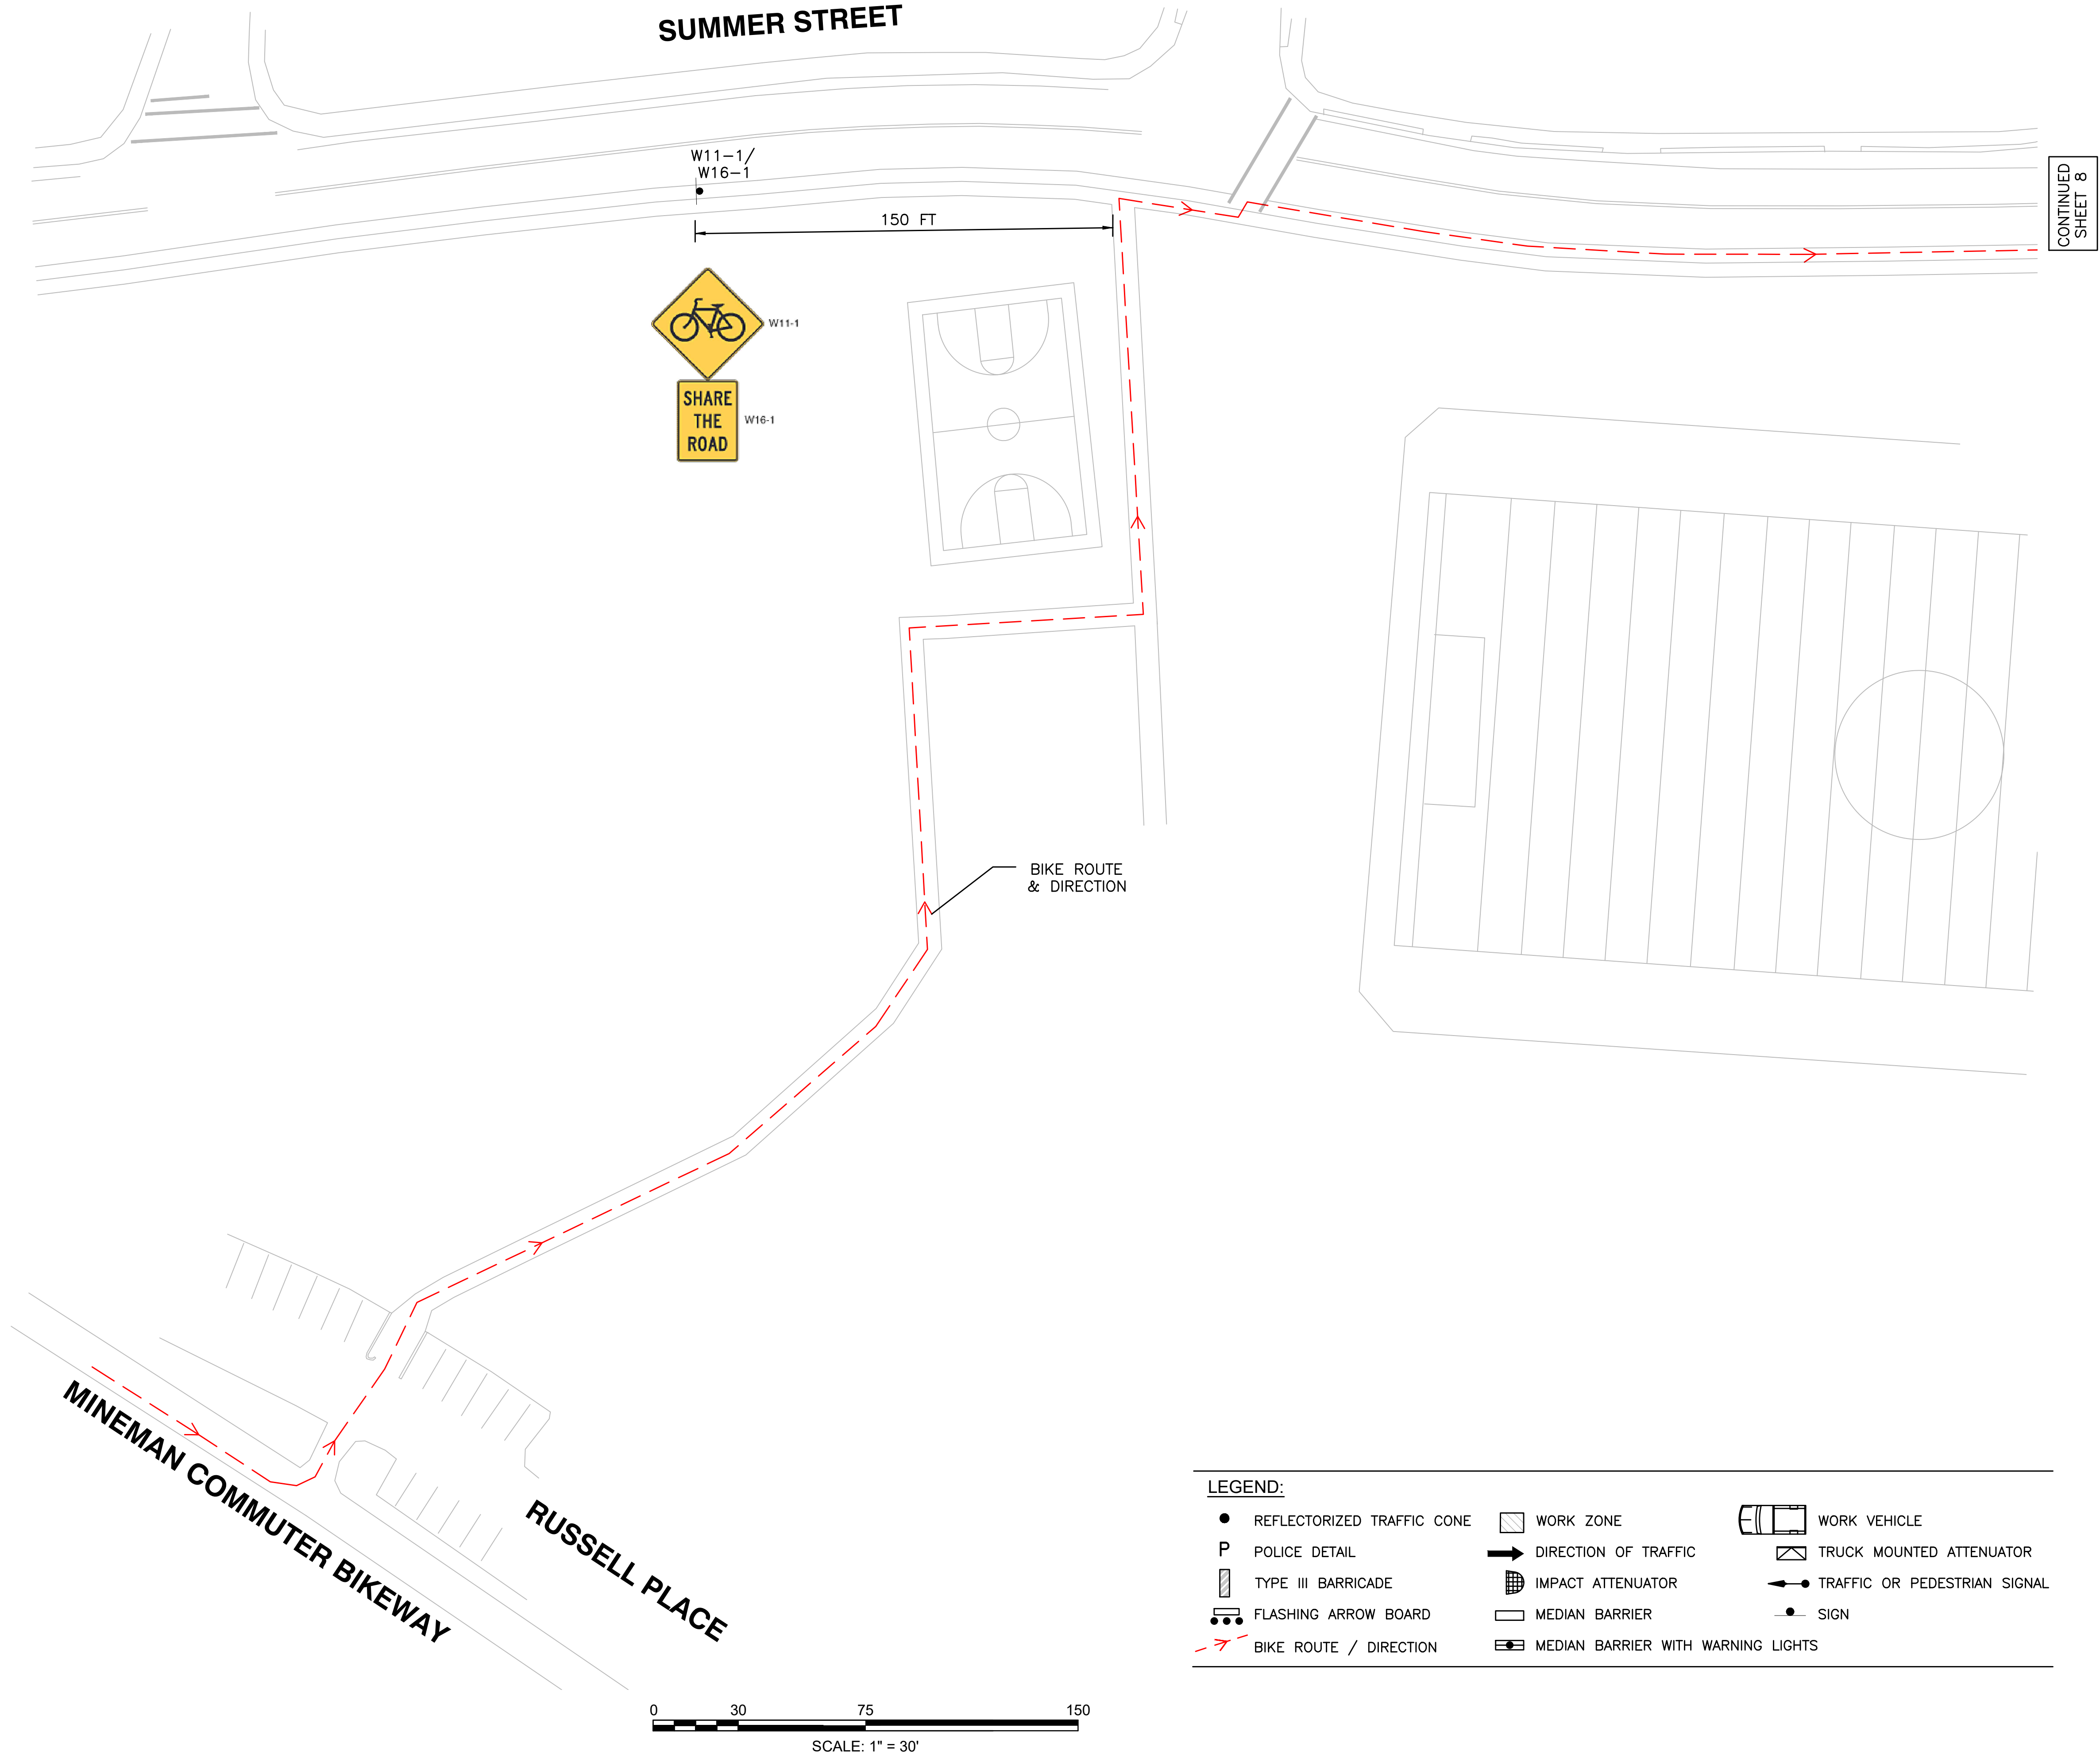 SUMMER STREET
W11-1/
W16-1
150 FT
CONTINUED
SHEET 8
W11-1
SHARE
THE
ROAD
W16-1
BIKE ROUTE
& DIRECTION
MINEMAN COMMUTER BIKEWAY
RUSSELL PLACE
LEGEND:
REFLECTORIZED TRAFFIC CONE
WORK ZONE
WORK VEHICLE
P POLICE DETAIL
DIRECTION OF TRAFFIC
TRUCK MOUNTED ATTENUATOR
TYPE III BARRICADE
IMPACT ATTENUATOR
TRAFFIC OR PEDESTRIAN SIGNAL
FLASHING ARROW BOARD
MEDIAN BARRIER
SIGN
BIKE ROUTE / DIRECTION
MEDIAN BARRIER WITH WARNING LIGHTS
0 30 75 150
SCALE: 1" = 30'